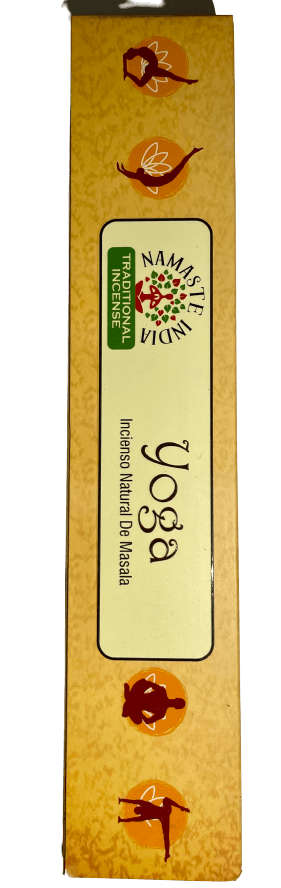 NAMASTE INDIA
TRADITIONAL
INCENSE
yoga
Incienso Natural De Masala